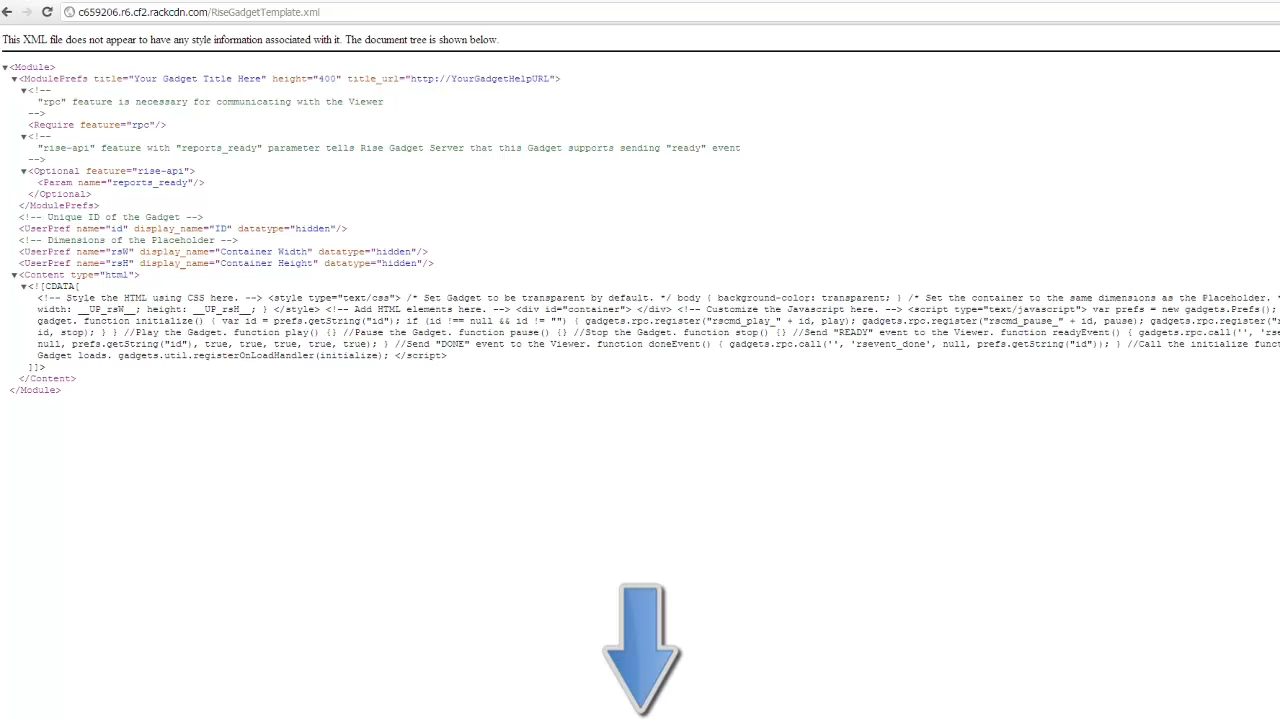 c659206.r6.cf2.rackcdn.com/RiseGadgetTemplate.xml
This XML file does not appear to have any style information associated with it. The document tree is shown below.
▼<Module>
▼<ModulePrefs title="Your Gadget Title Here" height="400" title_url="http://YourGadgetHelpURL">
▼<!--
"rpc" feature is necessary for communicating with the Viewer
-->
<Require feature="rpc"/>
▼<!--
"rise-api" feature with "reports_ready" parameter tells Rise Gadget Server that this Gadget supports sending "ready" event
-->
▼<Optional feature="rise-api">
<Param name="reports_ready"/>
</Optional>
</ModulePrefs>
<!-- Unique ID of the Gadget -->
<UserPref name="id" display_name="ID" datatype="hidden"/>
<!-- Dimensions of the Placeholder -->
<UserPref name="rsW" display_name="Container Width" datatype="hidden"/>
<UserPref name="rsH" display_name="Container Height" datatype="hidden"/>
▼<Content type="html">
▼<![CDATA[
<!-- Style the HTML using CSS here. --> <style type="text/css"> /* Set Gadget to be transparent by default. */ body { background-color: transparent; } /* Set the container to the same dimensions as the Placeholder.
width: __UP_rsW__; height: __UP_rsH__; } </style> <!-- Add HTML elements here. --> <div id="container"> </div> <!-- Customize the Javascript here. --> <script type="text/javascript"> var prefs = new gadgets.Prefs();
gadget. function initialize() { var id = prefs.getString("id"); if (id !== null && id != "") { gadgets.rpc.register("rscmd_play_" + id, play); gadgets.rpc.register("rscmd_pause_" + id, pause); gadgets.rpc.register("r
id, stop); } } //Play the Gadget. function play() {} //Pause the Gadget. function pause() {} //Stop the Gadget. function stop() {} //Send "READY" event to the Viewer. function readyEvent() { gadgets.rpc.call('', 'rse
null, prefs.getString("id"), true, true, true, true, true); } //Send "DONE" event to the Viewer. function doneEvent() { gadgets.rpc.call('', 'rsevent_done', null, prefs.getString("id")); } //Call the initialize func
Gadget loads. gadgets.util.registerOnLoadHandler(initialize); </script>
]]>
</Content>
</Module>